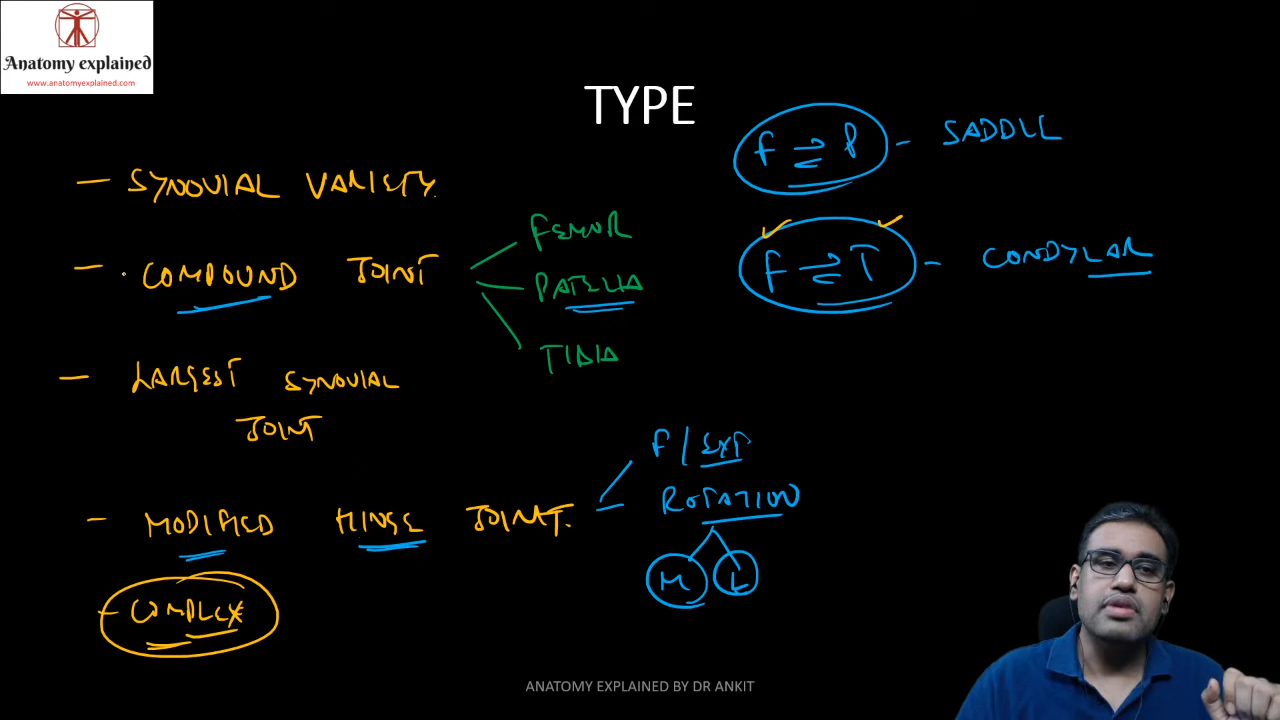 Anatomy explained
www.anatomyexplained.com
TYPE
F ⇌ P - SADDLE
- SYNOVIAL VARIETY
FEMUR
F ⇌ T - CONDYLAR
- COMPOUND JOINT
PATELLA
TIBIA
- LARGEST SYNOVIAL
JOINT
F / EXT
ROTATION
- MODIFIED HINGE JOINT.
M L
- COMPLEX
ANATOMY EXPLAINED BY DR ANKIT